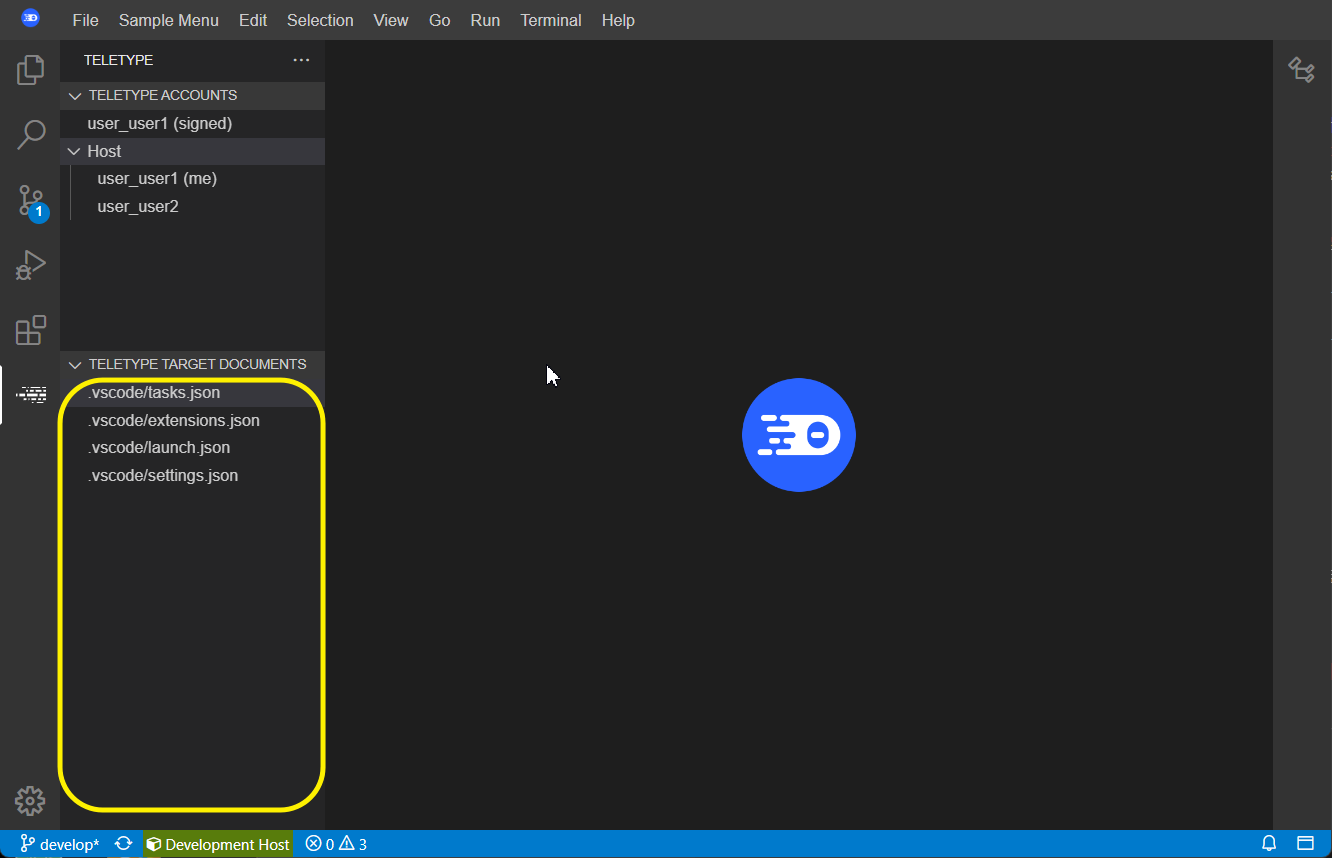 File Sample Menu Edit Selection View Go Run Terminal Help
TELETYPE
TELETYPE ACCOUNTS
user_user1 (signed)
Host
user_user1 (me)
user_user2
1
TELETYPE TARGET DOCUMENTS
.vscode/tasks.json
.vscode/extensions.json
.vscode/launch.json
.vscode/settings.json
develop* Development Host 0 3